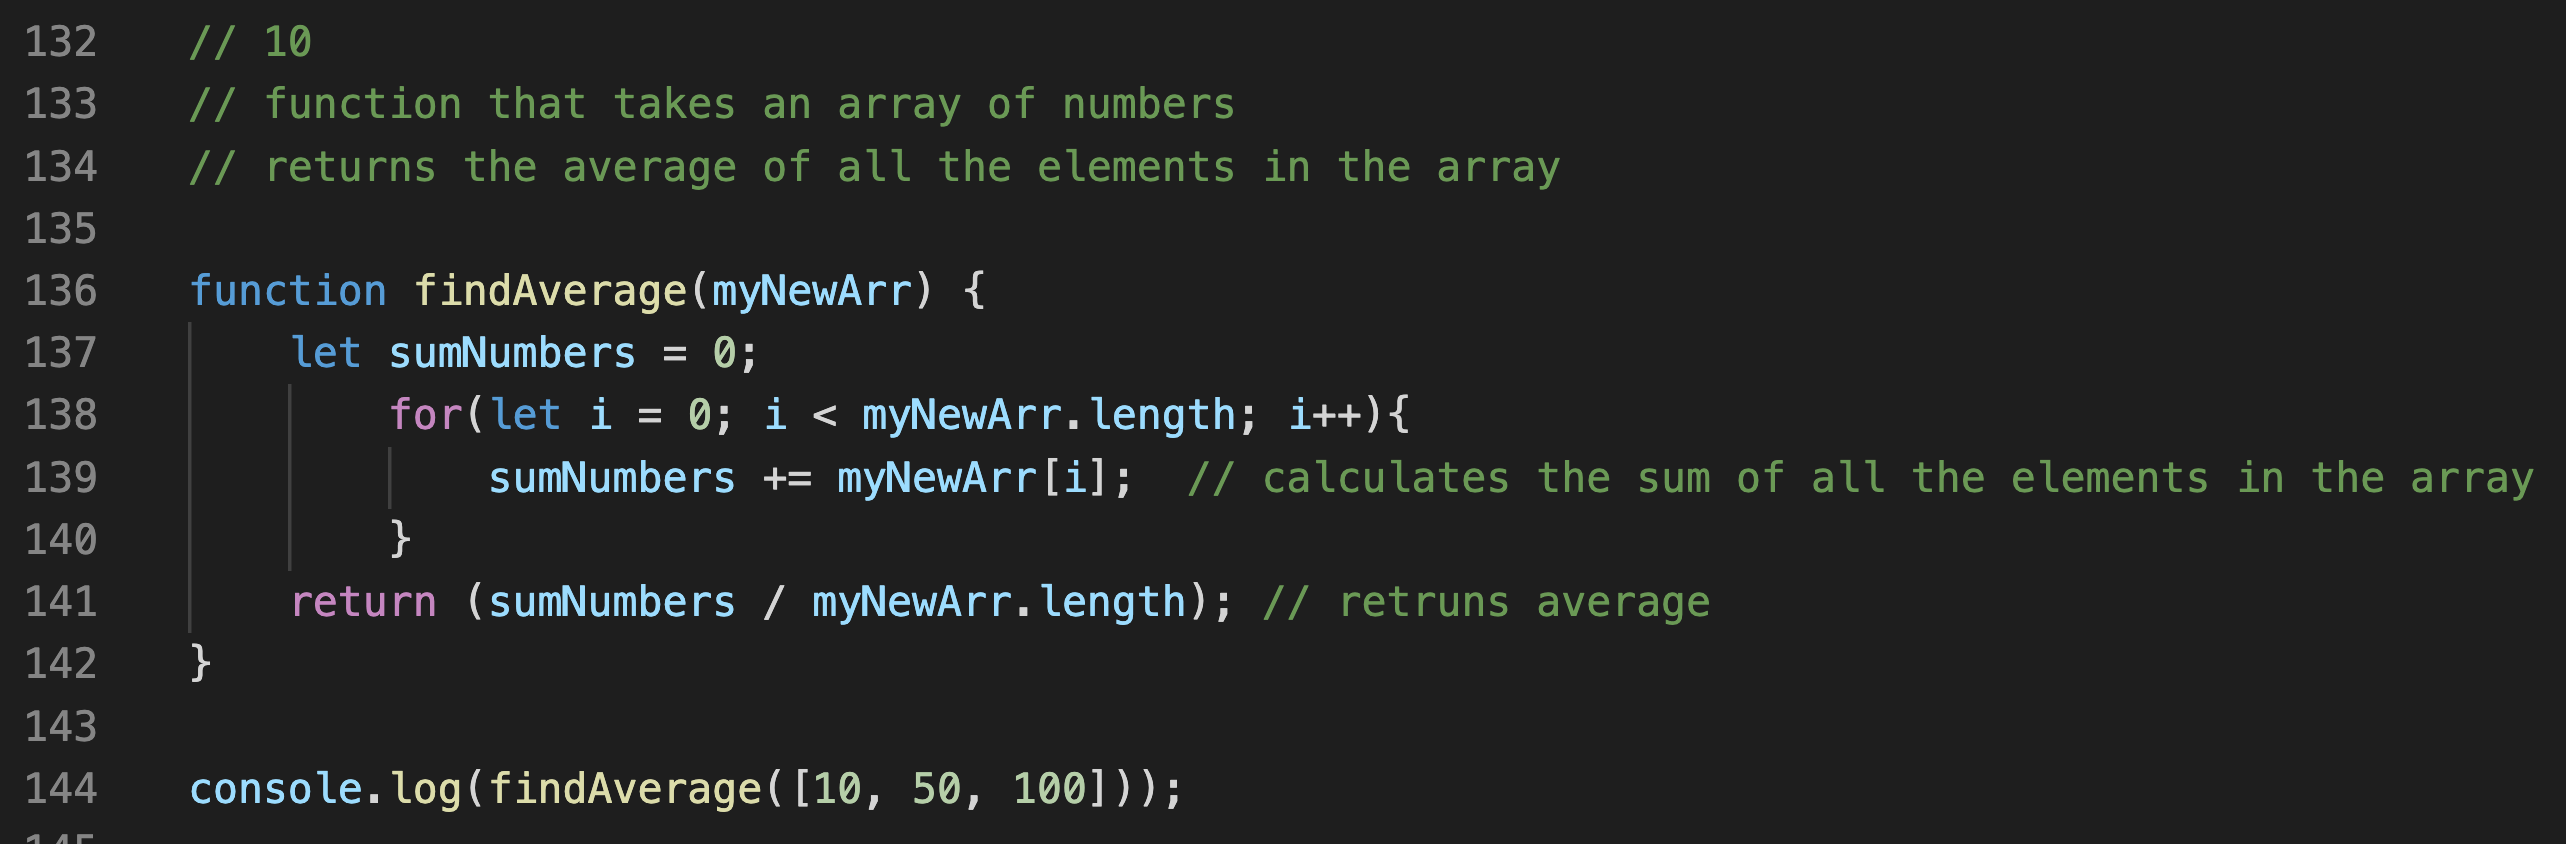 132 // 10
133 // function that takes an array of numbers
134 // returns the average of all the elements in the array
135
136 function findAverage(myNewArr) {
137 let sumNumbers = 0;
138 for(let i = 0; i < myNewArr.length; i++){
139 sumNumbers += myNewArr[i]; // calculates the sum of all the elements in the array
140 }
141 return (sumNumbers / myNewArr.length); // retruns average
142 }
143
144 console.log(findAverage([10, 50, 100]));
145